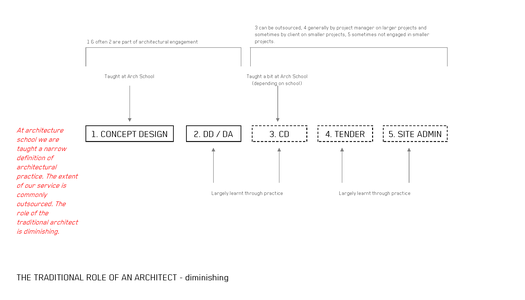 3 can be outsourced, 4 generally by project manager on larger projects and
sometimes by client on smaller projects, 5 sometimes not engaged in smaller
projects
1 & often 2 are part of architectural engagement
Taught at Arch School
Taught a bit at Arch School
(depending on school)
At architecture
school we are
taught a narrow
definition of
architectural
practice. The extent
of our service is
commonly
outsourced. The
role of the
traditional architect
is diminishing.
1. CONCEPT DESIGN
2. DD / DA
3. CD
4. TENDER
5. SITE ADMIN
Largely learnt through practice
Largely learnt through practice
THE TRADITIONAL ROLE OF AN ARCHITECT - diminishing